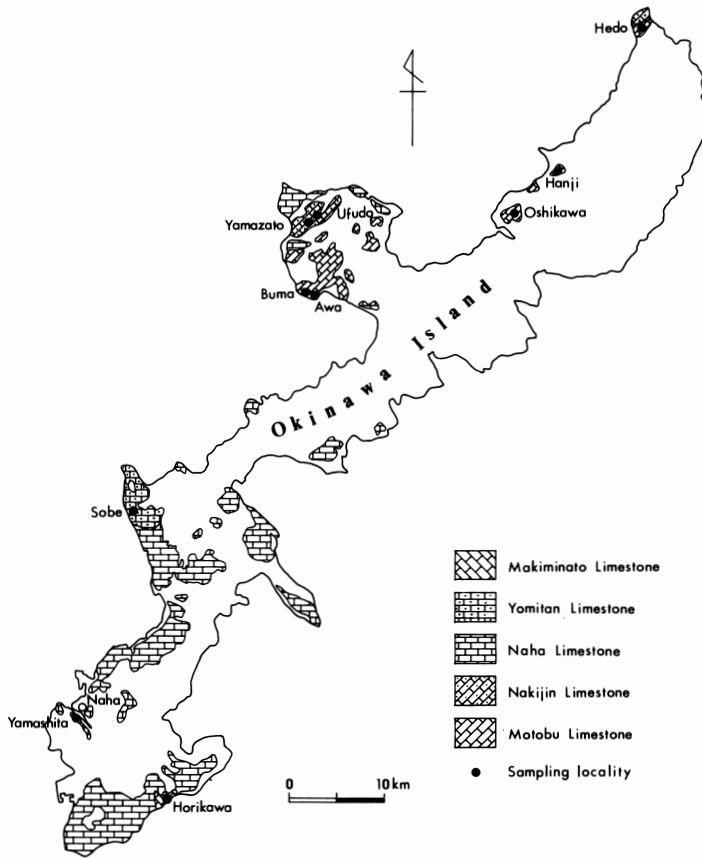 Hedo
Hanji
Oshikawa
Yamazato
Ufuda
Buma
Awa
Okinawa Island
Sobe
Naha
Yamashita
Horikawa
0 10km
Makiminato Limestone
Yomitan Limestone
Naha Limestone
Nakijin Limestone
Motobu Limestone
Sampling locality